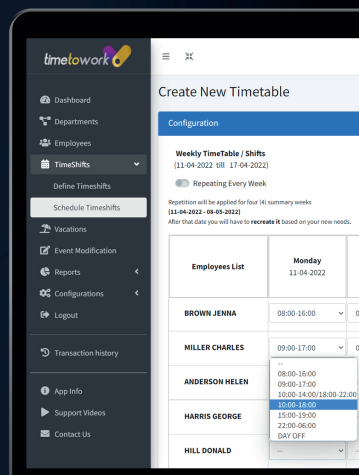 timetowork
Dashboard
Departments
Employees
TimeShifts
Define Timeshifts
Schedule Timeshifts
Vacations
Event Modification
Reports
Configurations
Logout
Transaction history
App Info
Support Videos
Contact Us
Create New Timetable
Configuration
Weekly TimeTable / Shifts
(11-04-2022 till 17-04-2022)
Repeating Every Week
Repetition will be applied for four (4) summary weeks
(11-04-2022 - 08-05-2022)
After that date you will have to recreate it based on your new needs.
Employees List
Monday
11-04-2022
BROWN JENNA
08:00-16:00
MILLER CHARLES
09:00-17:00
ANDERSON HELEN
HARRIS GEORGE
HILL DONALD
--
--
08:00-16:00
09:00-17:00
10:00-14:00/18:00-22:00
10:00-18:00
15:00-19:00
22:00-06:00
DAY OFF